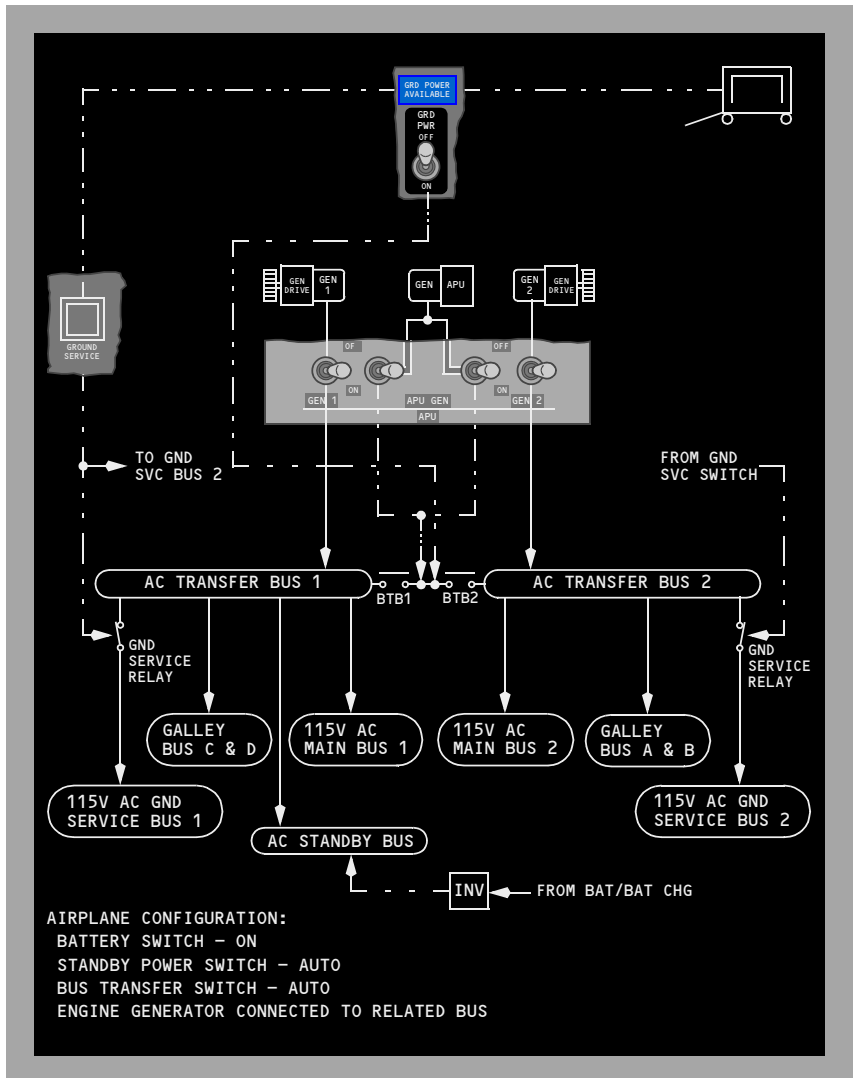 GRD POWER
AVAILABLE
GRD
PWR
OFF
ON
GEN
DRIVE
GEN
1
GEN
APU
GEN
2
GEN
DRIVE
GROUND
SERVICE
OF
OFF
ON
ON
GEN 1
APU GEN
GEN 2
APU
TO GND
SVC BUS 2
FROM GND
SVC SWITCH
AC TRANSFER BUS 1
AC TRANSFER BUS 2
BTB1
BTB2
GND
SERVICE
RELAY
GND
SERVICE
RELAY
GALLEY
BUS C & D
115V AC
MAIN BUS 1
115V AC
MAIN BUS 2
GALLEY
BUS A & B
115V AC GND
SERVICE BUS 1
115V AC GND
SERVICE BUS 2
AC STANDBY BUS
INV
FROM BAT/BAT CHG
AIRPLANE CONFIGURATION:
BATTERY SWITCH – ON
STANDBY POWER SWITCH – AUTO
BUS TRANSFER SWITCH – AUTO
ENGINE GENERATOR CONNECTED TO RELATED BUS